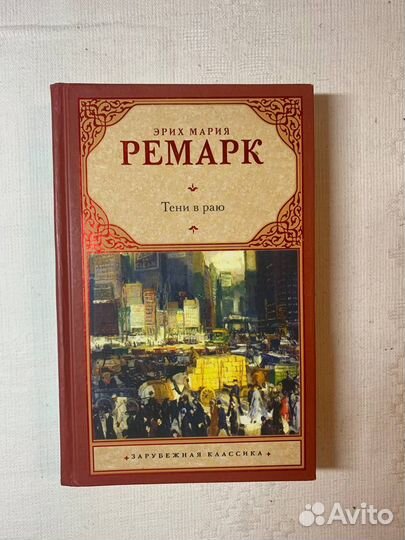 ЭРИХ МАРИЯ
РЕМАРК
Тени в раю
ЗАРУБЕЖНАЯ КЛАССИКА
Avito